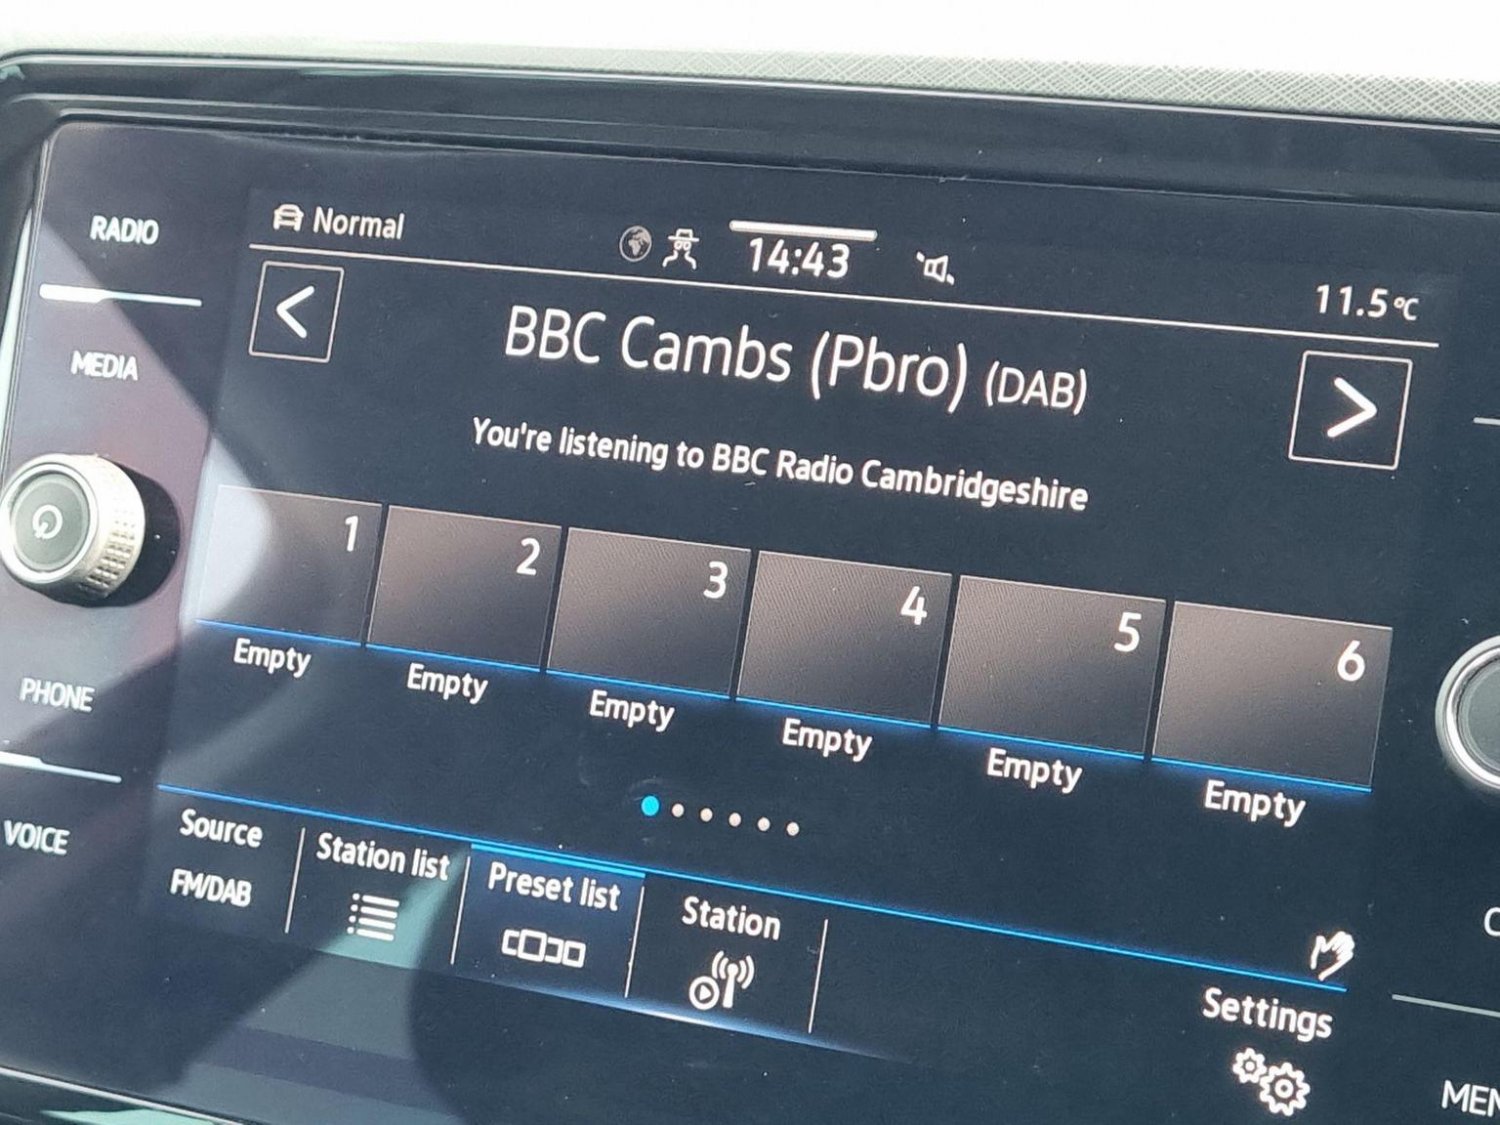 RADIO
Normal
14:43
11.5°C
MEDIA
BBC Cambs (Pbro) (DAB)
You're listening to BBC Radio Cambridgeshire
1
2
3
4
5
6
Empty
Empty
Empty
Empty
Empty
Empty
PHONE
VOICE
Source
FM/DAB
Station list
Preset list
Station
Settings